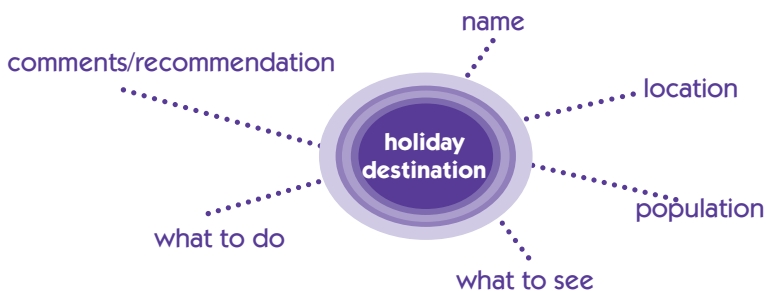 name
comments/recommendation
location
holiday
destination
population
what to do
what to see